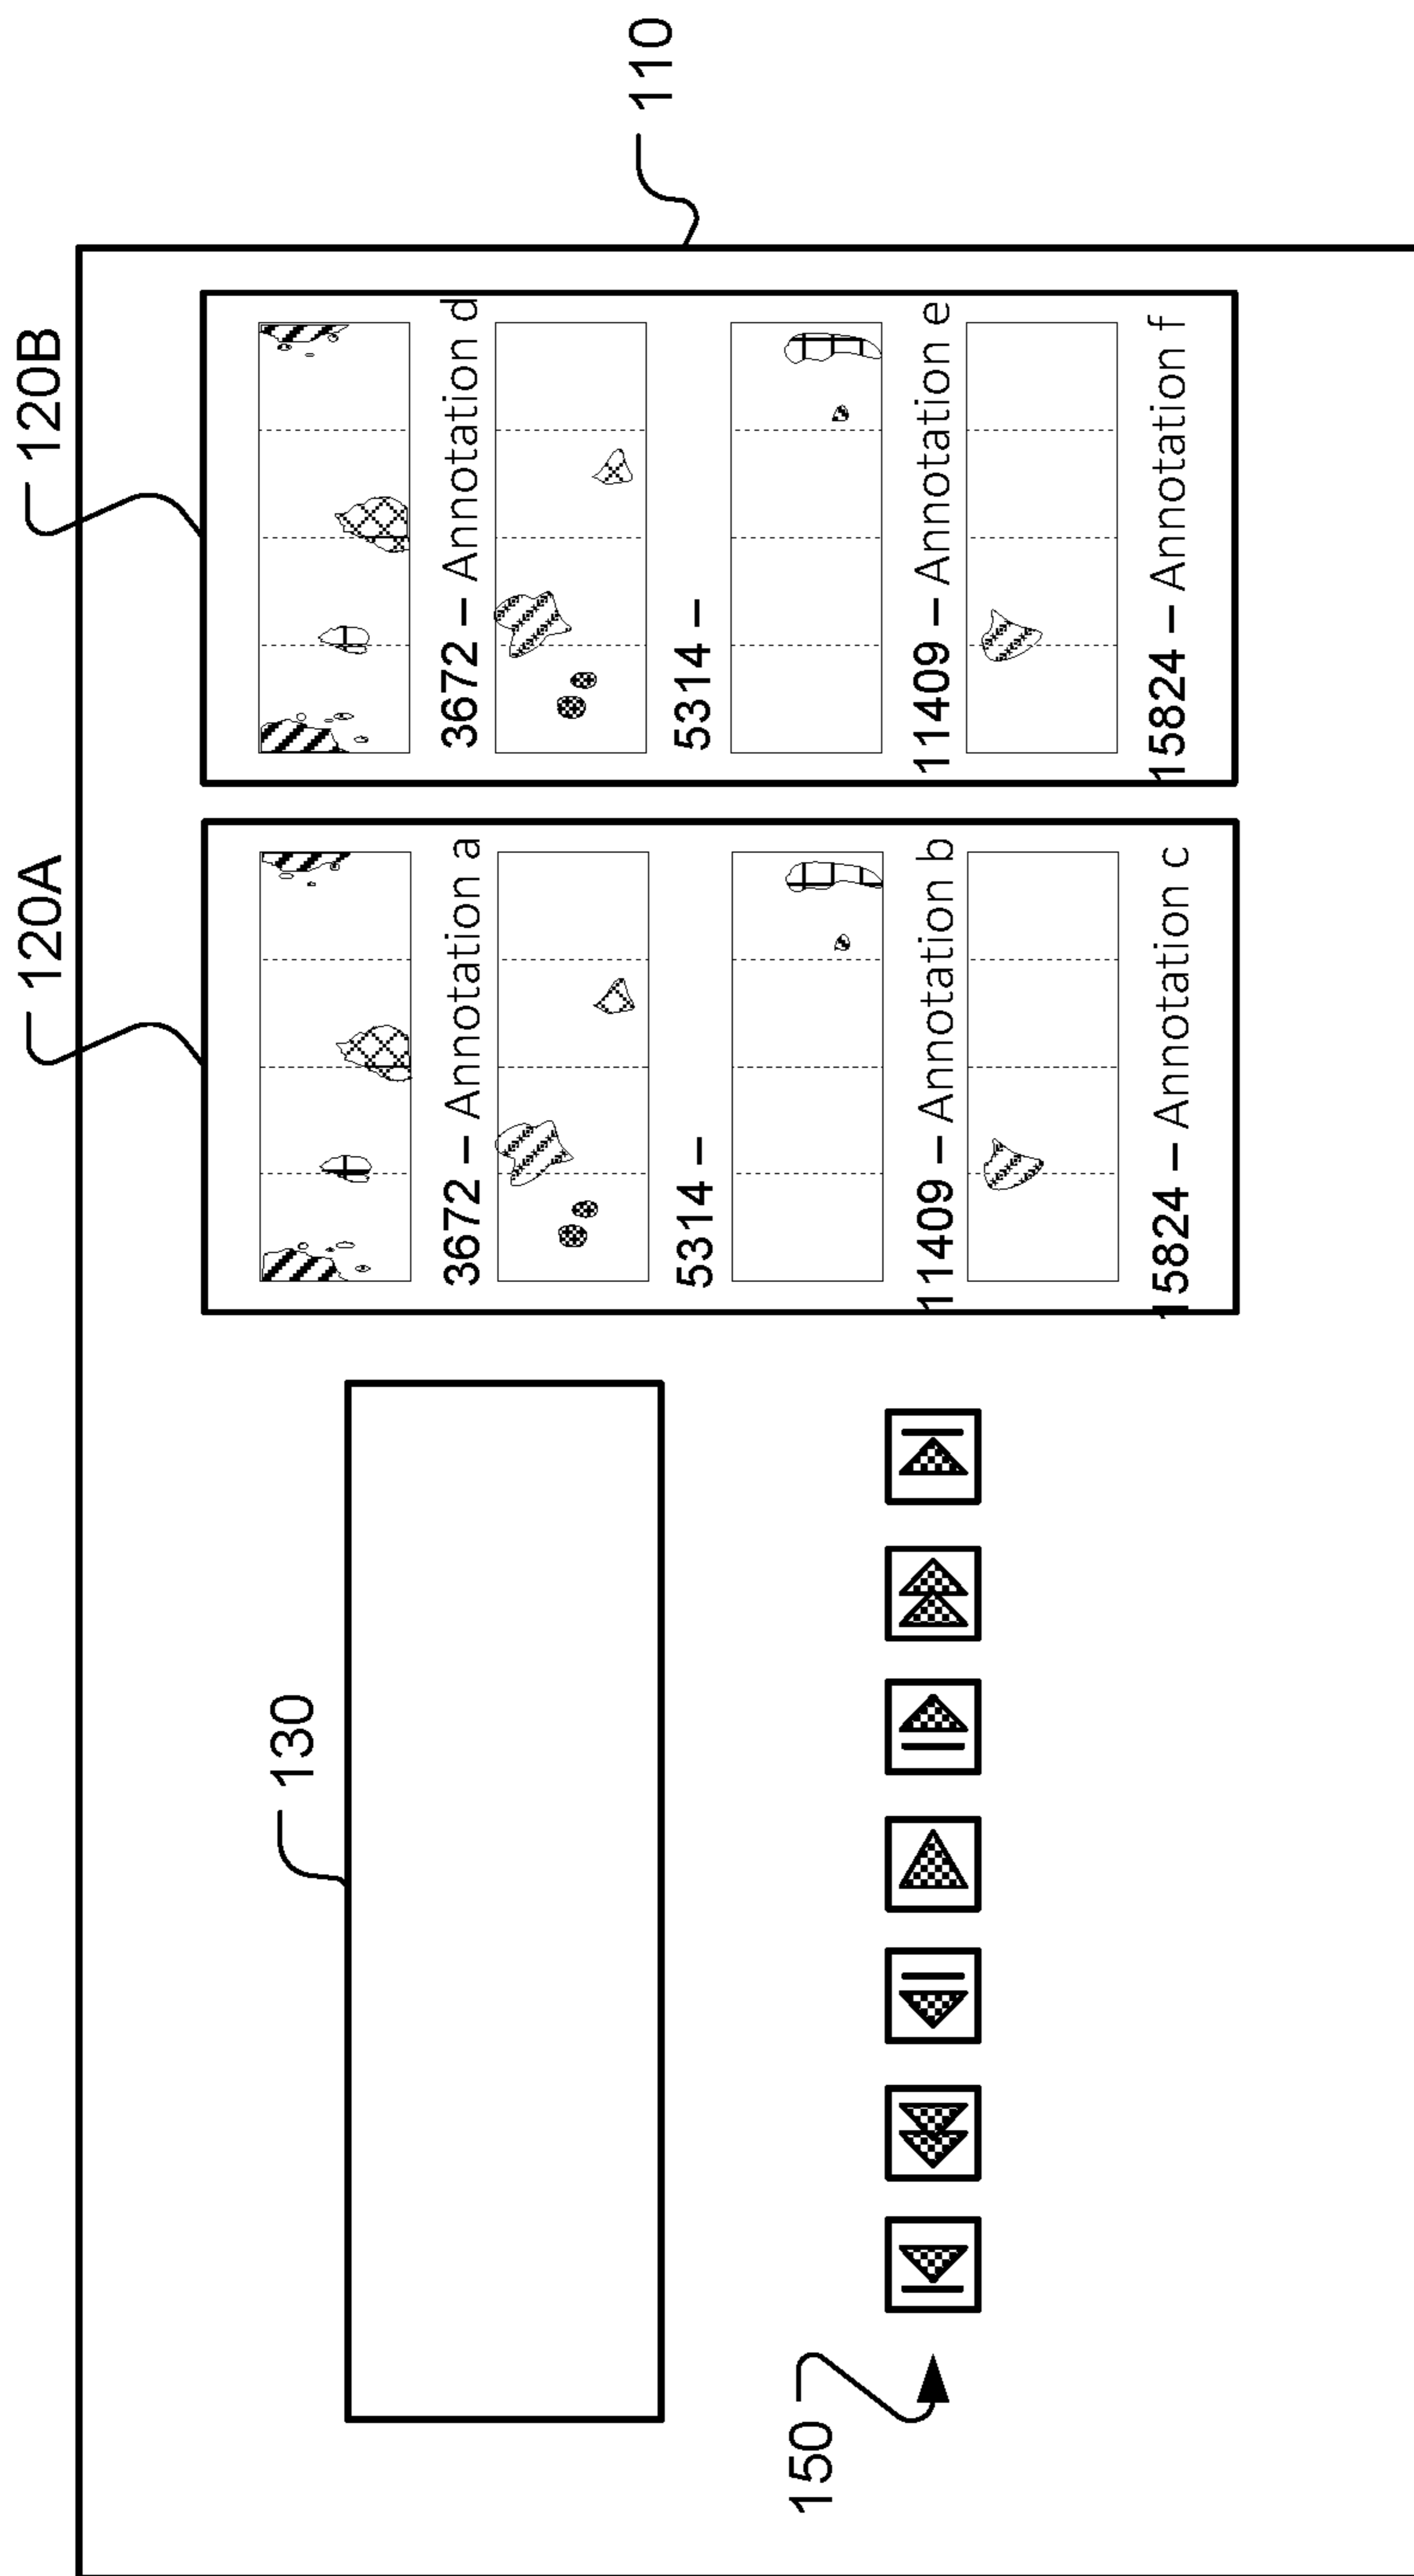 120A
120B
110
130
150
3672 – Annotation a
5314 –
11409 – Annotation b
15824 – Annotation c
3672 – Annotation d
5314 –
11409 – Annotation e
15824 – Annotation f